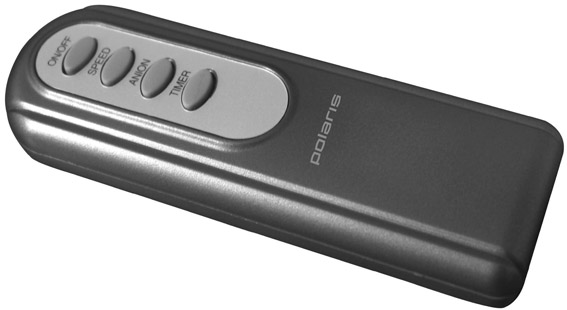 ON/OFF
SPEED
ANION
TIMER
polaris